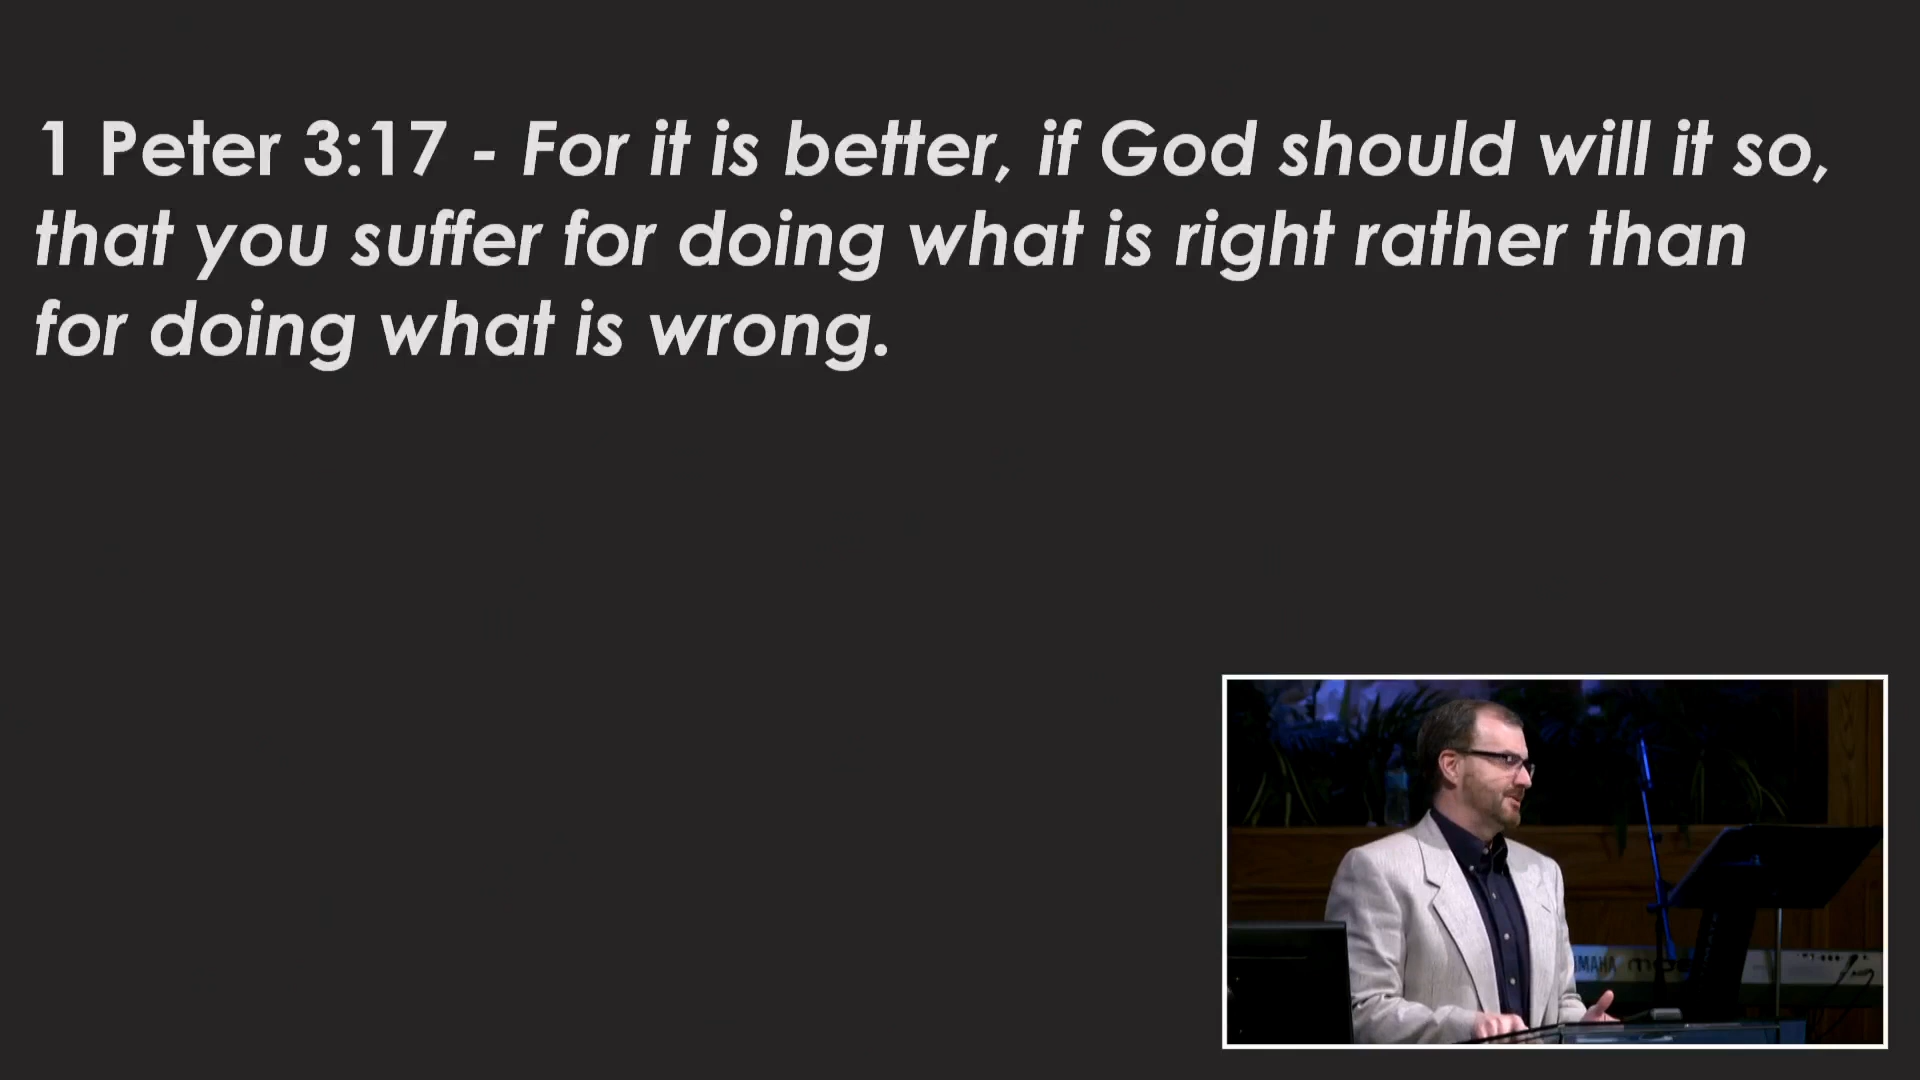 1 Peter 3:17 - For it is better, if God should will it so,
that you suffer for doing what is right rather than
for doing what is wrong.